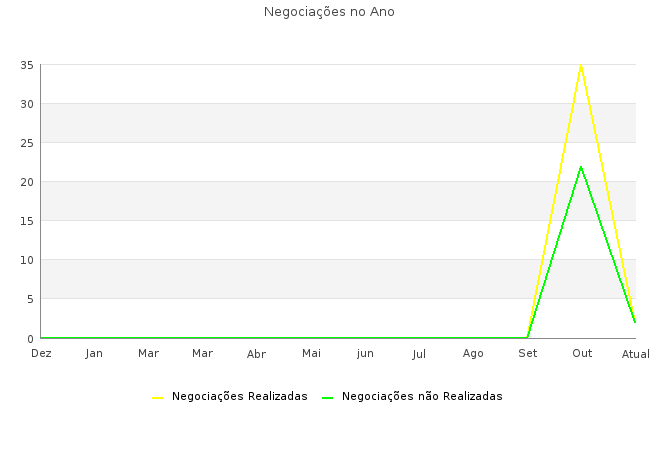 Negociações no Ano
35
30
25
20
15
10
5
0
Dez Jan Mar Mar Abr Mai jun Jul Ago Set Out Atual
Negociações Realizadas Negociações não Realizadas